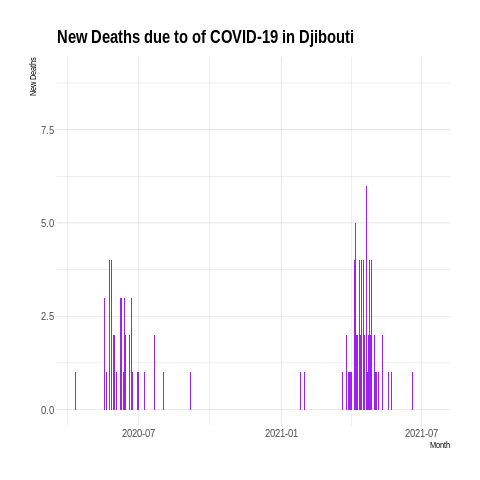 New Deaths due to of COVID-19 in Djibouti
New Deaths
7.5
5.0
2.5
0.0
2020-07 2021-01 2021-07
Month